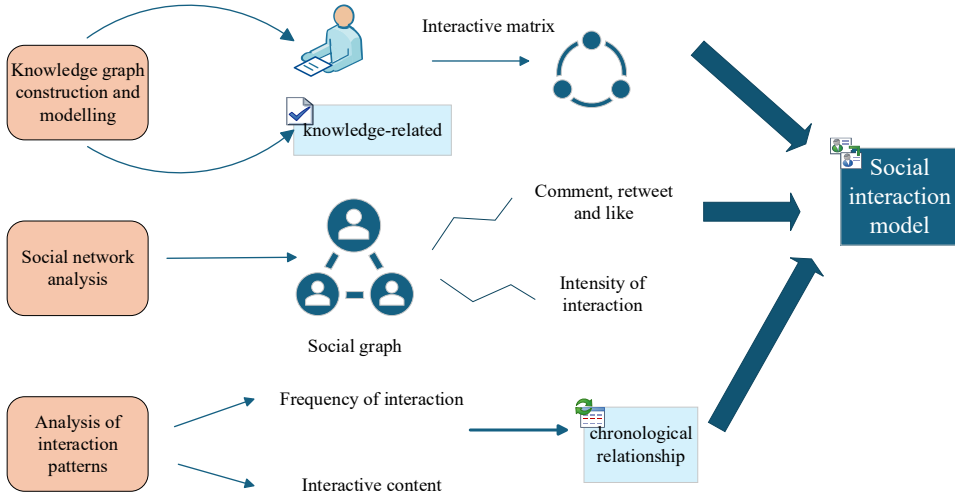 Knowledge graph
construction and
modelling
Interactive matrix
knowledge-related
Social network
analysis
Social graph
Comment, retweet
and like
Intensity of
interaction
Analysis of
interaction
patterns
Frequency of interaction
Interactive content
chronological
relationship
Social
interaction
model